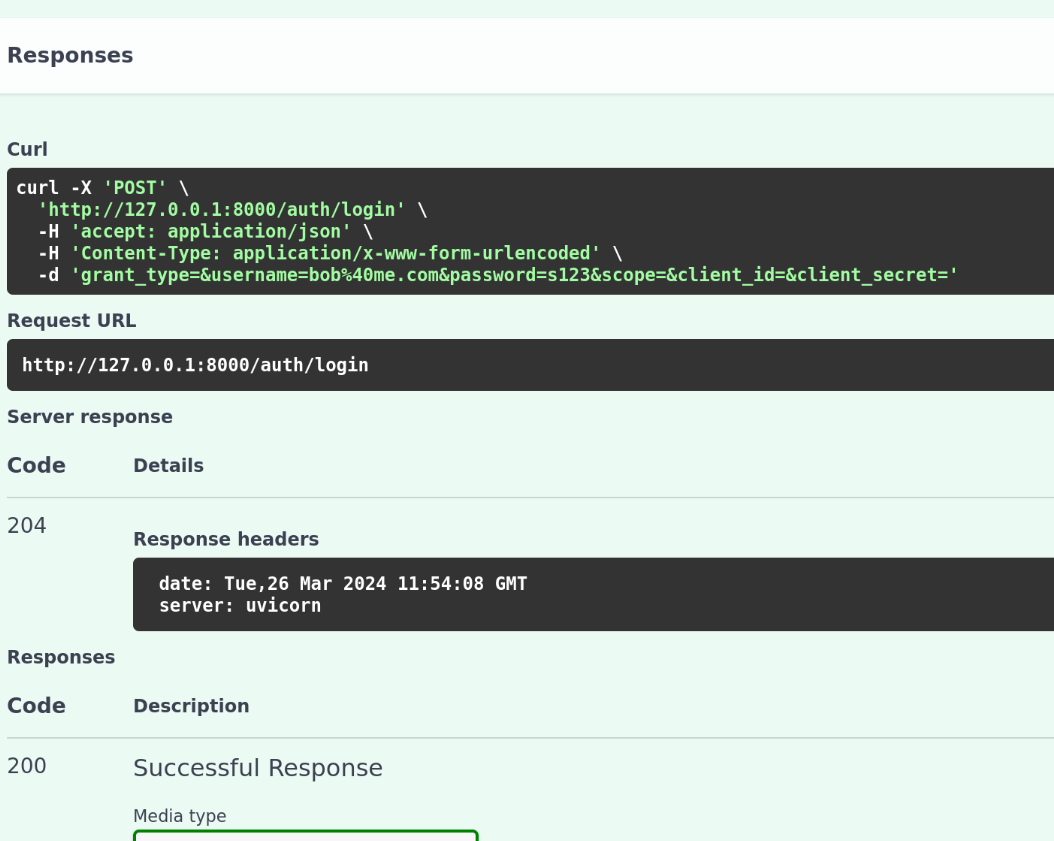 Responses
Curl
curl -X 'POST' \
'http://127.0.0.1:8000/auth/login' \
-H 'accept: application/json' \
-H 'Content-Type: application/x-www-form-urlencoded' \
-d 'grant_type=&username=bob%40me.com&password=s123&scope=&client_id=&client_secret='
Request URL
http://127.0.0.1:8000/auth/login
Server response
Code Details
204
Response headers
date: Tue,26 Mar 2024 11:54:08 GMT
server: uvicorn
Responses
Code Description
200 Successful Response
Media type